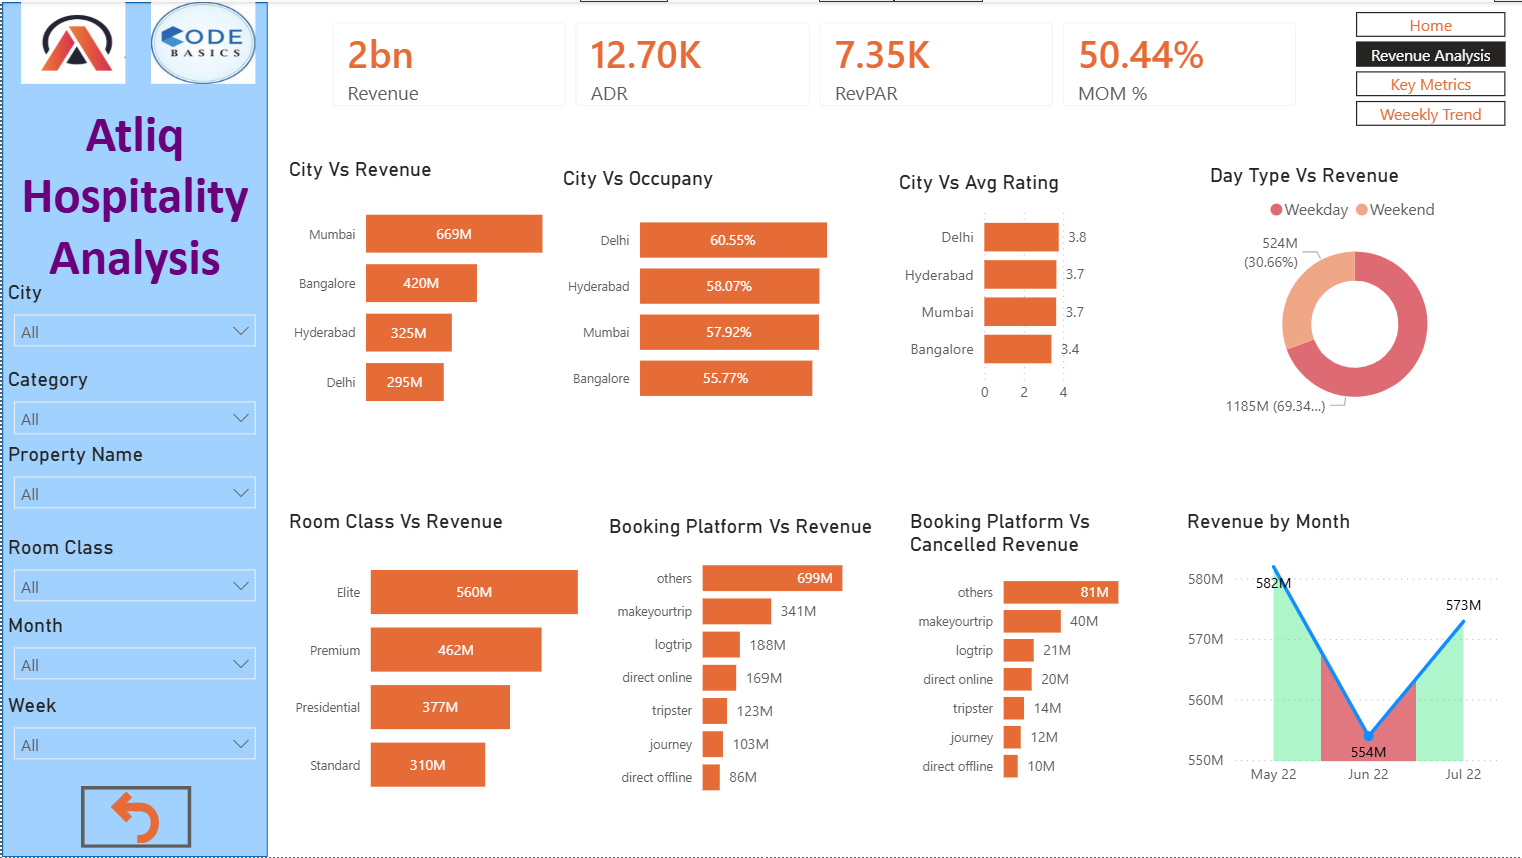 CODE
BASICS
Atliq
Hospitality
Analysis
City
All
Category
All
Property Name
All
Room Class
All
Month
All
Week
All
2bn
Revenue
12.70K
ADR
7.35K
RevPAR
50.44%
MOM %
Home
Revenue Analysis
Key Metrics
Weeekly Trend
City Vs Revenue
Mumbai 669M
Bangalore 420M
Hyderabad 325M
Delhi 295M
City Vs Occupany
Delhi 60.55%
Hyderabad 58.07%
Mumbai 57.92%
Bangalore 55.77%
City Vs Avg Rating
Delhi 3.8
Hyderabad 3.7
Mumbai 3.7
Bangalore 3.4
0 2 4
Day Type Vs Revenue
Weekday Weekend
524M
(30.66%)
1185M (69.34...)
Room Class Vs Revenue
Elite 560M
Premium 462M
Presidential 377M
Standard 310M
Booking Platform Vs Revenue
others 699M
makeyourtrip 341M
logtrip 188M
direct online 169M
tripster 123M
journey 103M
direct offline 86M
Booking Platform Vs
Cancelled Revenue
others 81M
makeyourtrip 40M
logtrip 21M
direct online 20M
tripster 14M
journey 12M
direct offline 10M
Revenue by Month
580M
570M
560M
550M
582M
554M
573M
May 22 Jun 22 Jul 22